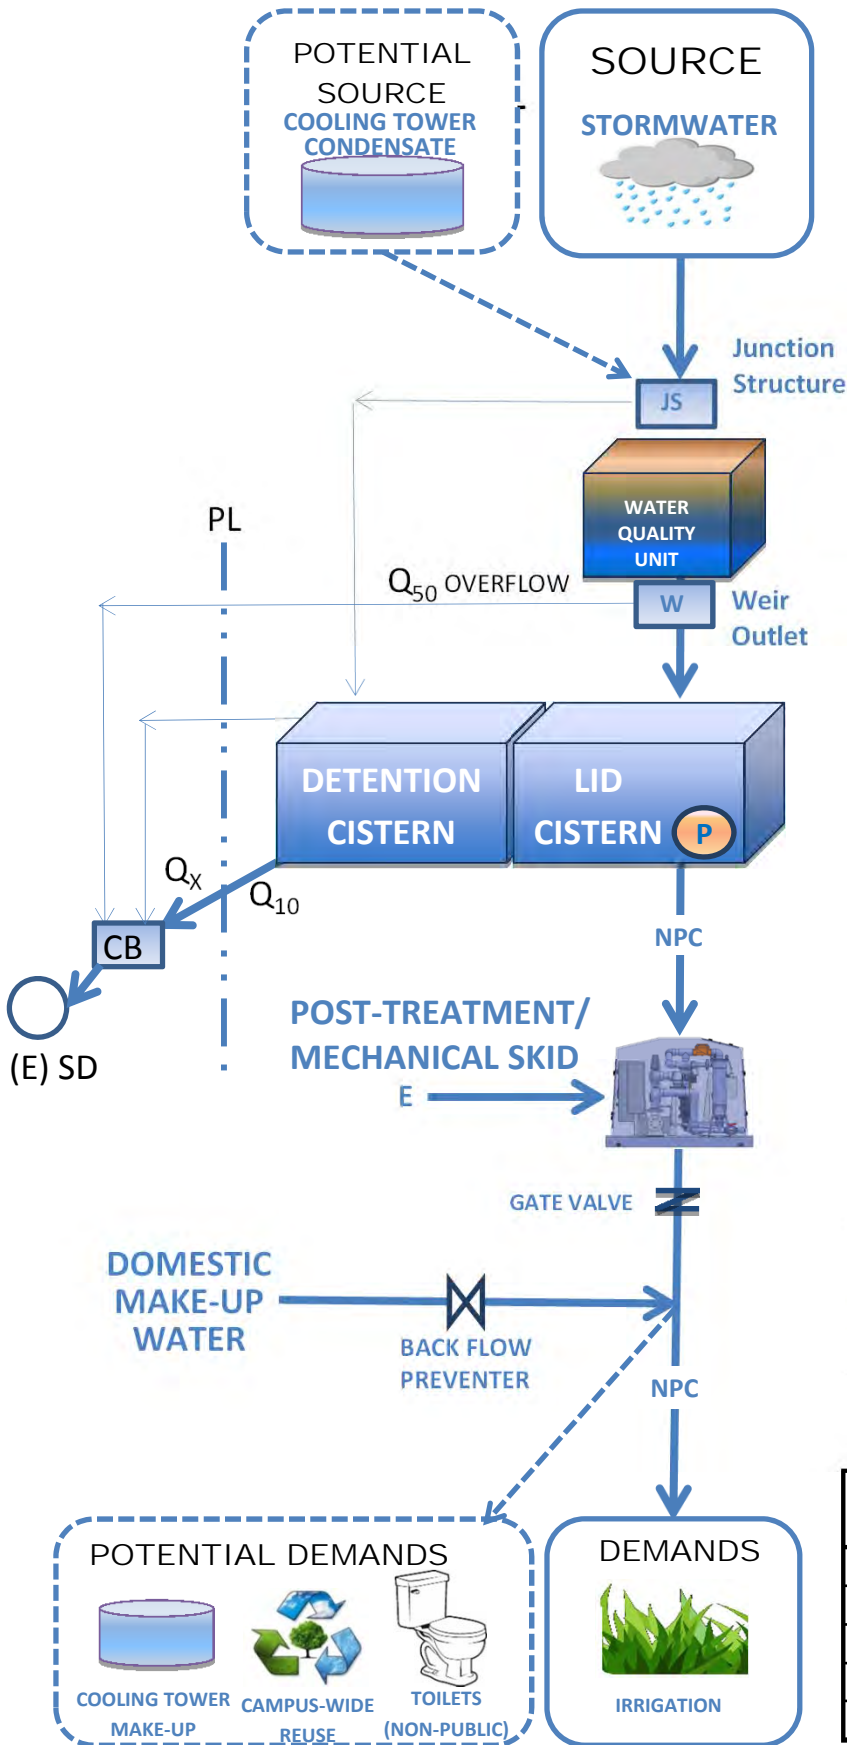 POTENTIAL
SOURCE
COOLING TOWER
CONDENSATE
SOURCE
STORMWATER
Junction
Structure
JS
WATER
QUALITY
UNIT
PL
Q50 OVERFLOW
W
Weir
Outlet
DETENTION
CISTERN
LID
CISTERN
P
QX
Q10
CB
NPC
(E) SD
POST-TREATMENT/
MECHANICAL SKID
E
GATE VALVE
DOMESTIC
MAKE-UP
WATER
BACK FLOW
PREVENTER
NPC
POTENTIAL DEMANDS
COOLING TOWER
MAKE-UP
CAMPUS-WIDE
REUSE
TOILETS
(NON-PUBLIC)
DEMANDS
IRRIGATION